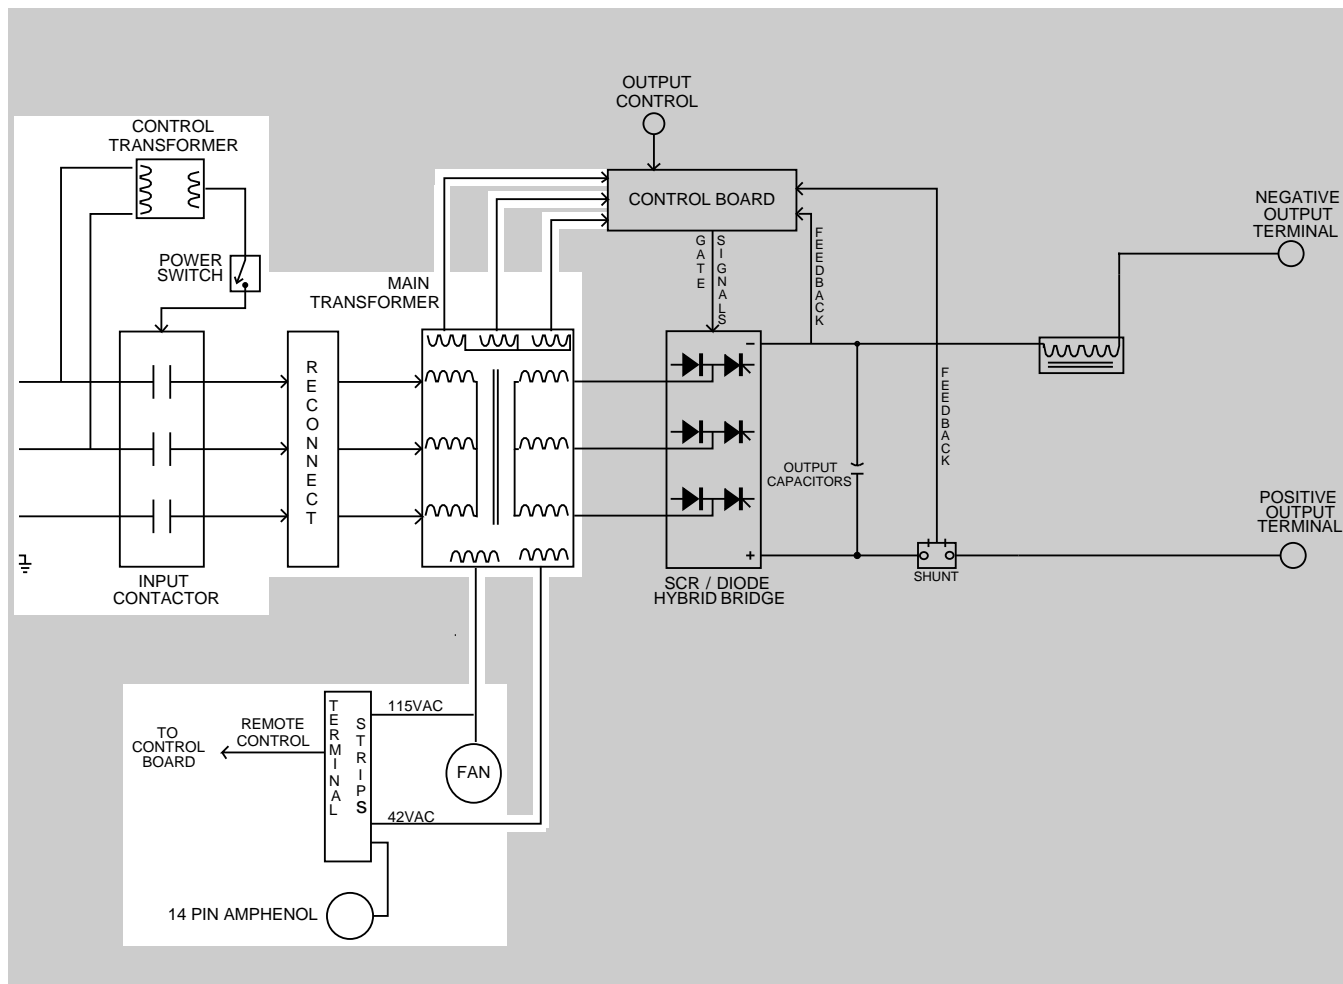 OUTPUT
CONTROL
CONTROL
TRANSFORMER
CONTROL BOARD
NEGATIVE
OUTPUT
TERMINAL
GATE
SIGNALS
FEEDBACK
POWER
SWITCH
MAIN
TRANSFORMER
RECONNECT
−
FEEDBACK
OUTPUT
CAPACITORS
POSITIVE
OUTPUT
TERMINAL
+
SHUNT
INPUT
CONTACTOR
SCR / DIODE
HYBRID BRIDGE
TERMINAL
STRIPS
115VAC
REMOTE
CONTROL
TO
CONTROL
BOARD
FAN
42VAC
14 PIN AMPHENOL